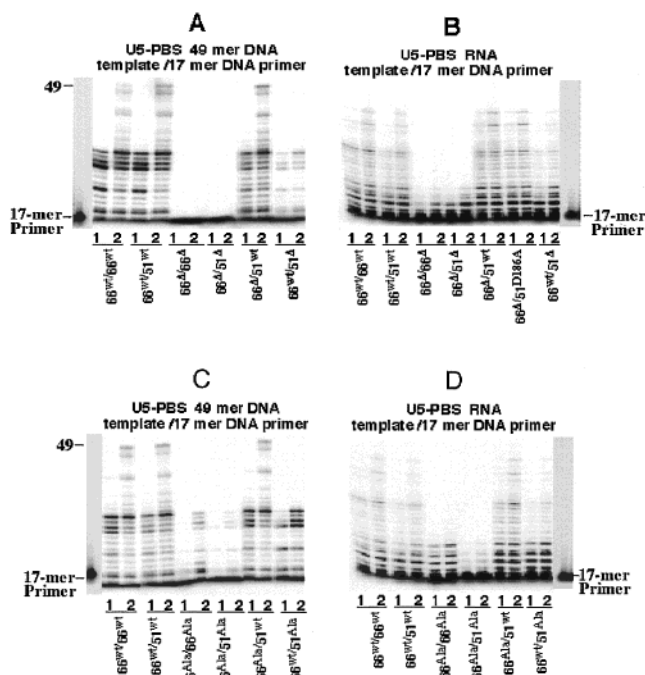 A
U5-PBS 49 mer DNA
template /17 mer DNA primer
49
17-mer
Primer
1 2 1 2 1 2 1 2 1 2 1 2
66wt/66wt
66wt/51wt
66Δ/66Δ
66Δ/51Δ
66Δ/51wt
66wt/51Δ
B
U5-PBS RNA
template /17 mer DNA primer
17-mer
Primer
1 2 1 2 1 2 1 2 1 2 1 2 1 2
66wt/66wt
66wt/51wt
66Δ/66Δ
66Δ/51Δ
66Δ/51wt
66Δ/51D186Δ
66wt/51Δ
C
U5-PBS 49 mer DNA
template /17 mer DNA primer
49
17-mer
Primer
1 2 1 2 1 2 1 2 1 2 1 2
66wt/66wt
66wt/51wt
66Ala/66Ala
66Ala/51Ala
66Ala/51wt
66wt/51Ala
D
U5-PBS RNA
template /17 mer DNA primer
17-mer
Primer
1 2 1 2 1 2 1 2 1 2 1 2
66wt/66wt
66wt/51wt
66Ala/66Ala
66Ala/51Ala
66Ala/51wt
66wt/51Ala